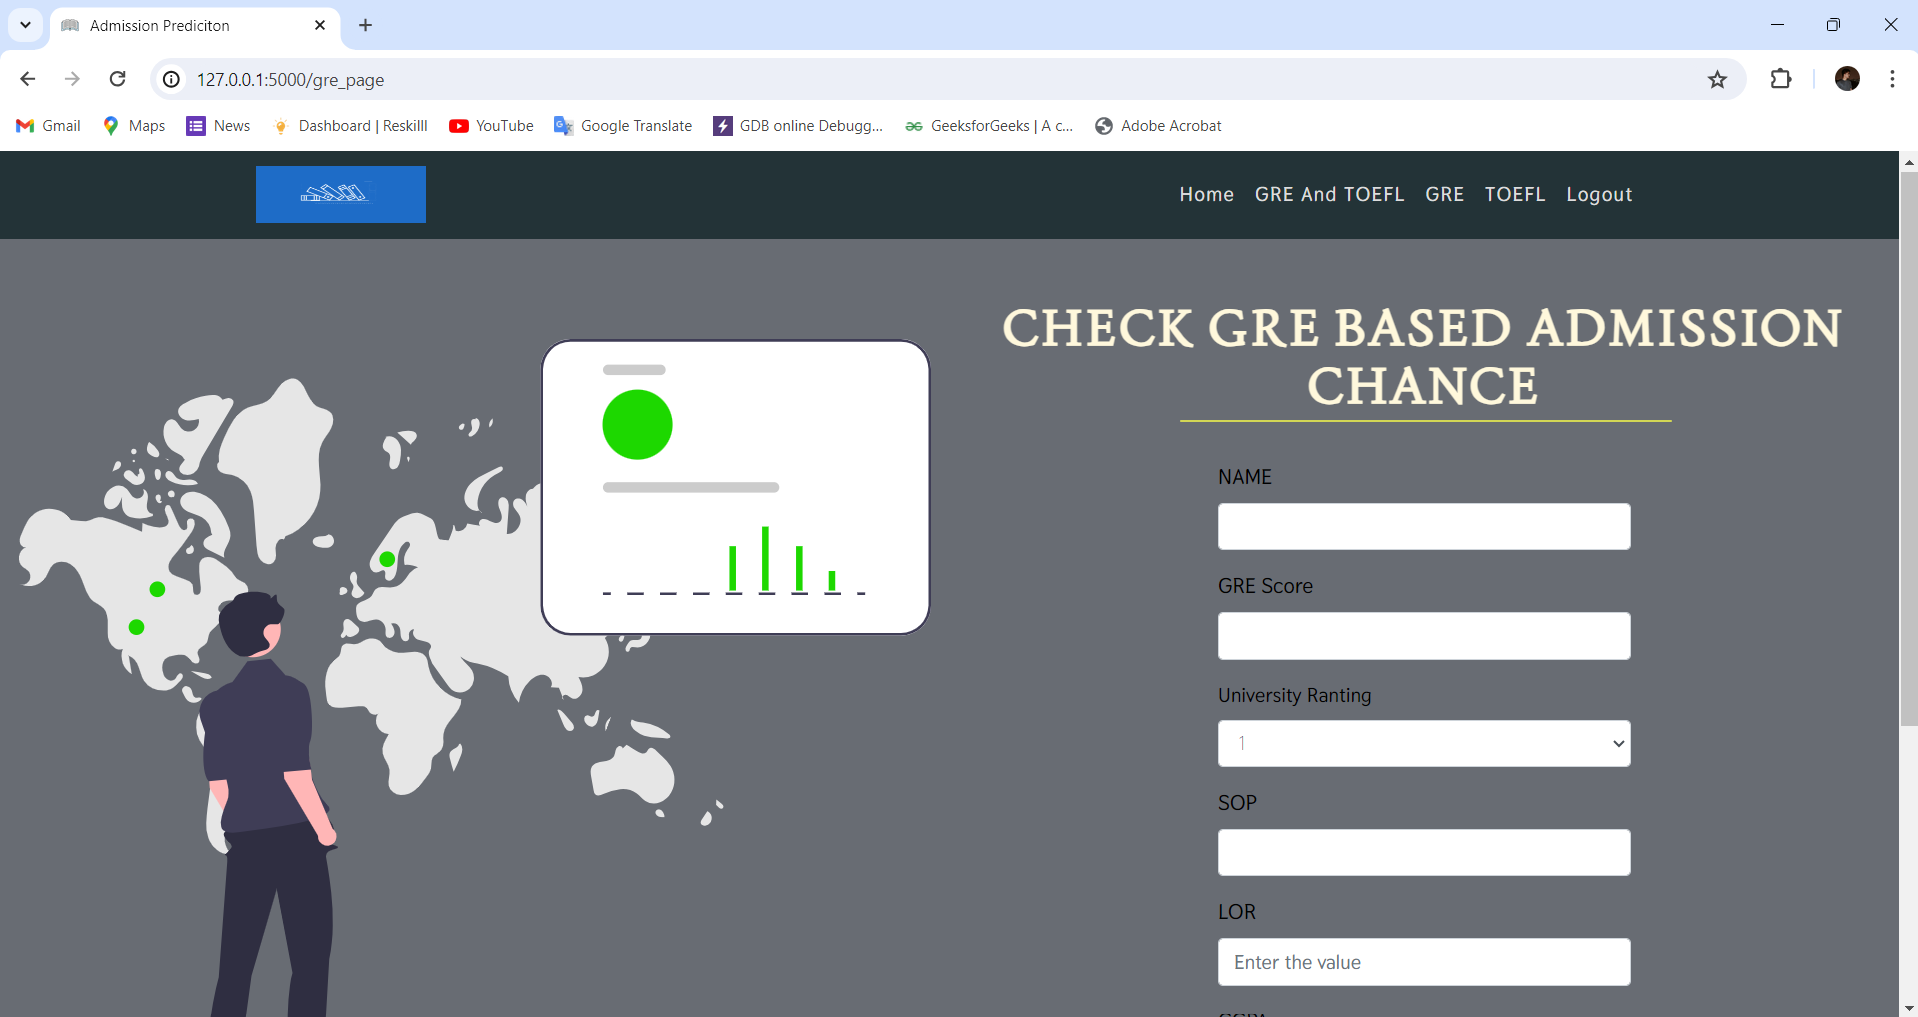 Admission Prediciton
127.0.0.1:5000/gre_page
Gmail Maps News Dashboard | Reskilll YouTube Google Translate GDB online Debugg... GeeksforGeeks | A c... Adobe Acrobat
Home GRE And TOEFL GRE TOEFL Logout
CHECK GRE BASED ADMISSION
CHANCE
NAME
GRE Score
University Ranting
1
SOP
LOR
Enter the value